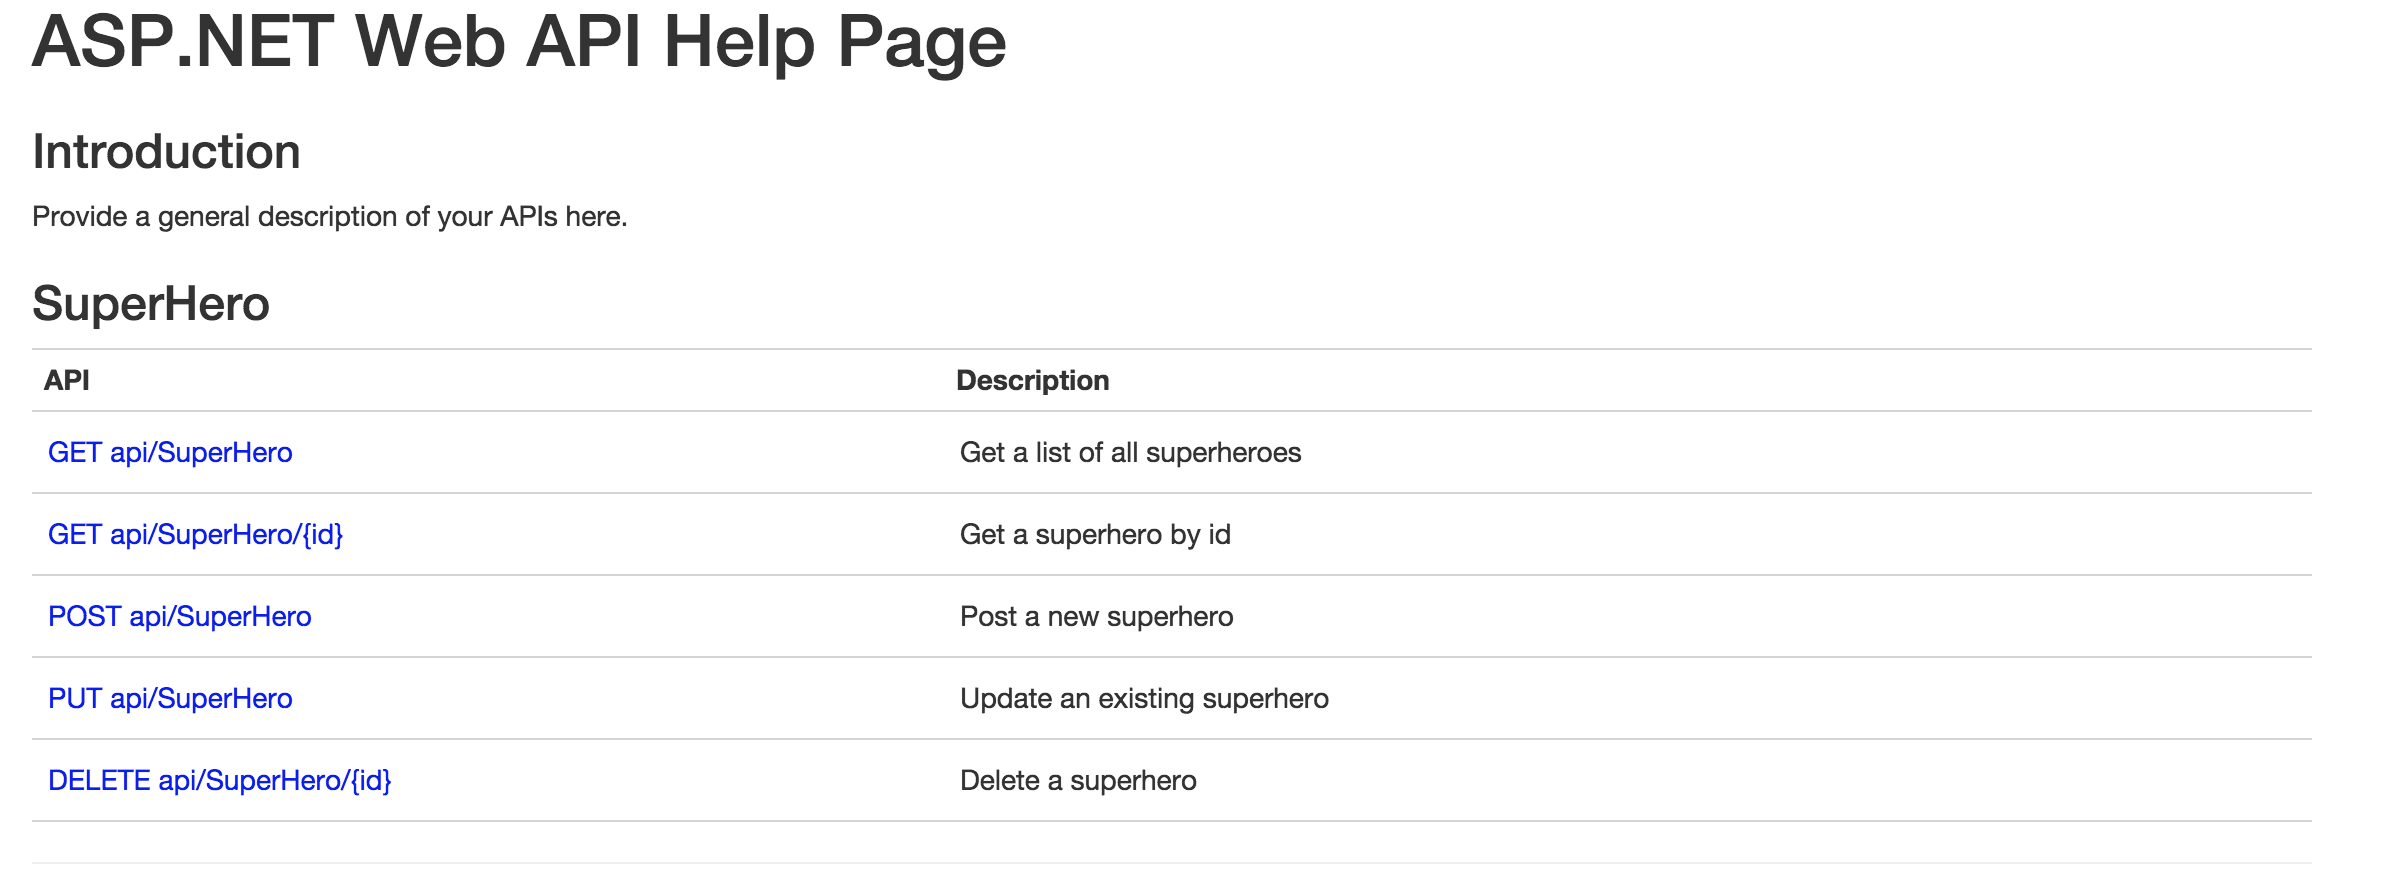 ASP.NET Web API Help Page
Introduction
Provide a general description of your APIs here.
SuperHero
API Description
GET api/SuperHero Get a list of all superheroes
GET api/SuperHero/{id} Get a superhero by id
POST api/SuperHero Post a new superhero
PUT api/SuperHero Update an existing superhero
DELETE api/SuperHero/{id} Delete a superhero